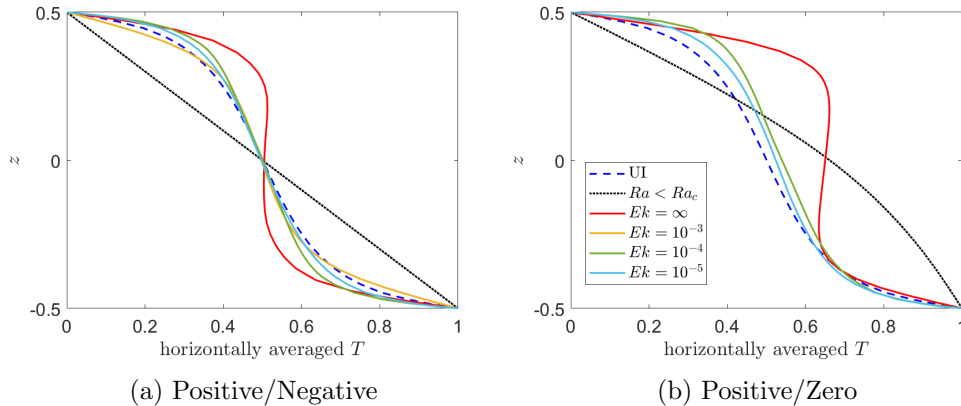 0.5
0
-0.5
z
0
0.2
0.4
0.6
0.8
1
horizontally averaged T
(a) Positive/Negative
0.5
0
-0.5
z
UI
Ra < Ra_c
Ek = ∞
Ek = 10^{-3}
Ek = 10^{-4}
Ek = 10^{-5}
0
0.2
0.4
0.6
0.8
1
horizontally averaged T
(b) Positive/Zero